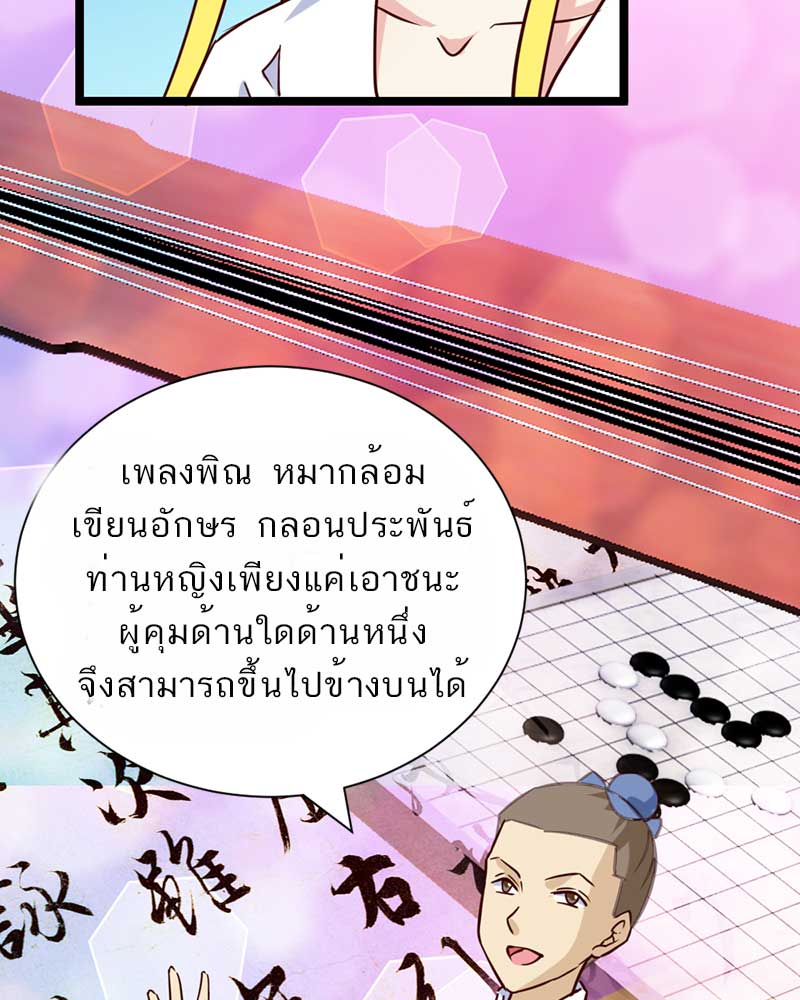 เพลงพิณ หมากล้อม
เขียนอักษร กลอนประพันธ์
ท่านหญิงเพียงแค่เอาชนะ
ผู้คุมด้านใดด้านหนึ่ง
จึงสามารถขึ้นไปข้างบนได้
次
詠 雖 右